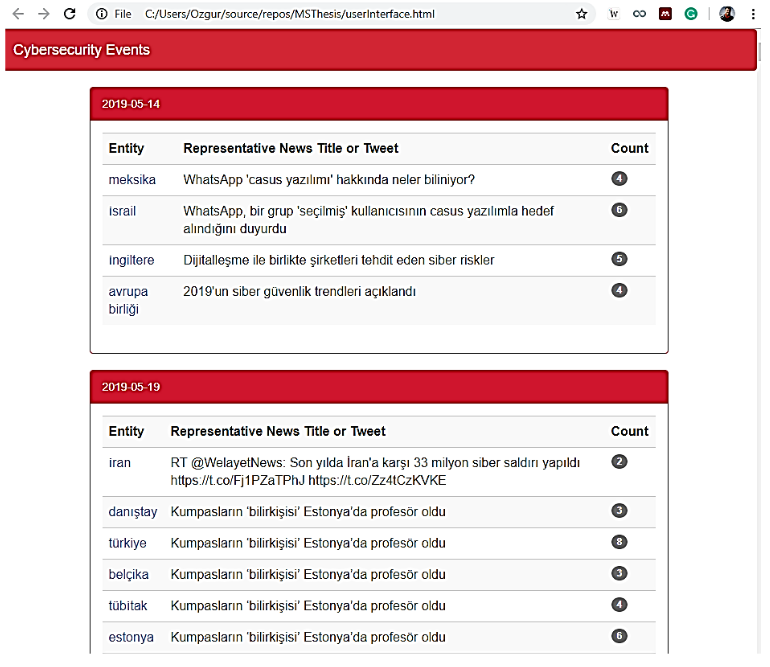 File C:/Users/Ozgur/source/repos/MSThesis/userInterface.html
Cybersecurity Events
2019-05-14
Entity Representative News Title or Tweet Count
meksika WhatsApp 'casus yazılımı' hakkında neler biliniyor? 4
israil WhatsApp, bir grup 'seçilmiş' kullanıcısının casus yazılımla hedef 6
alındığını duyurdu
ingiltere Dijitalleşme ile birlikte şirketleri tehdit eden siber riskler 5
avrupa 2019'un siber güvenlik trendleri açıklandı 4
birliği
2019-05-19
Entity Representative News Title or Tweet Count
iran RT @WelayetNews: Son yılda İran'a karşı 33 milyon siber saldırı yapıldı 2
https://t.co/Fj1PZaTPhJ https://t.co/Zz4tCzKVKE
danıştay Kumpasların 'bilirkişisi' Estonya'da profesör oldu 3
türkiye Kumpasların 'bilirkişisi' Estonya'da profesör oldu 8
belçika Kumpasların 'bilirkişisi' Estonya'da profesör oldu 3
tübitak Kumpasların 'bilirkişisi' Estonya'da profesör oldu 4
estonya Kumpasların 'bilirkişisi' Estonya'da profesör oldu 6